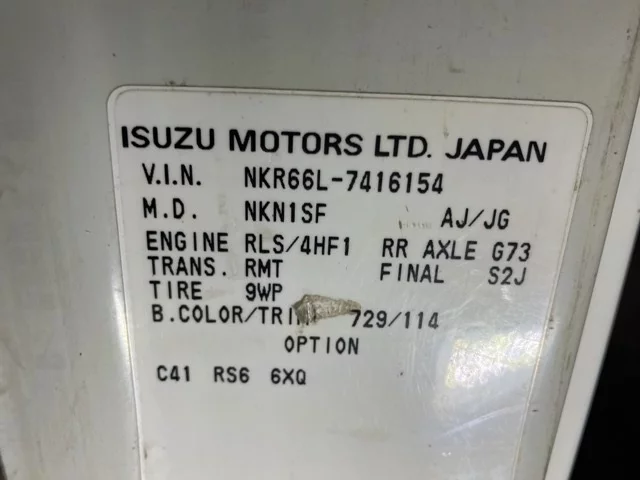 ISUZU MOTORS LTD. JAPAN
V.I.N. NKR66L-7416154
M.D. NKN1SF AJ/JG
ENGINE RLS/4HF1 RR AXLE G73
TRANS. RMT FINAL S2J
TIRE 9WP
B.COLOR/TRIM 729/114
OPTION
C41 RS6 6XQ